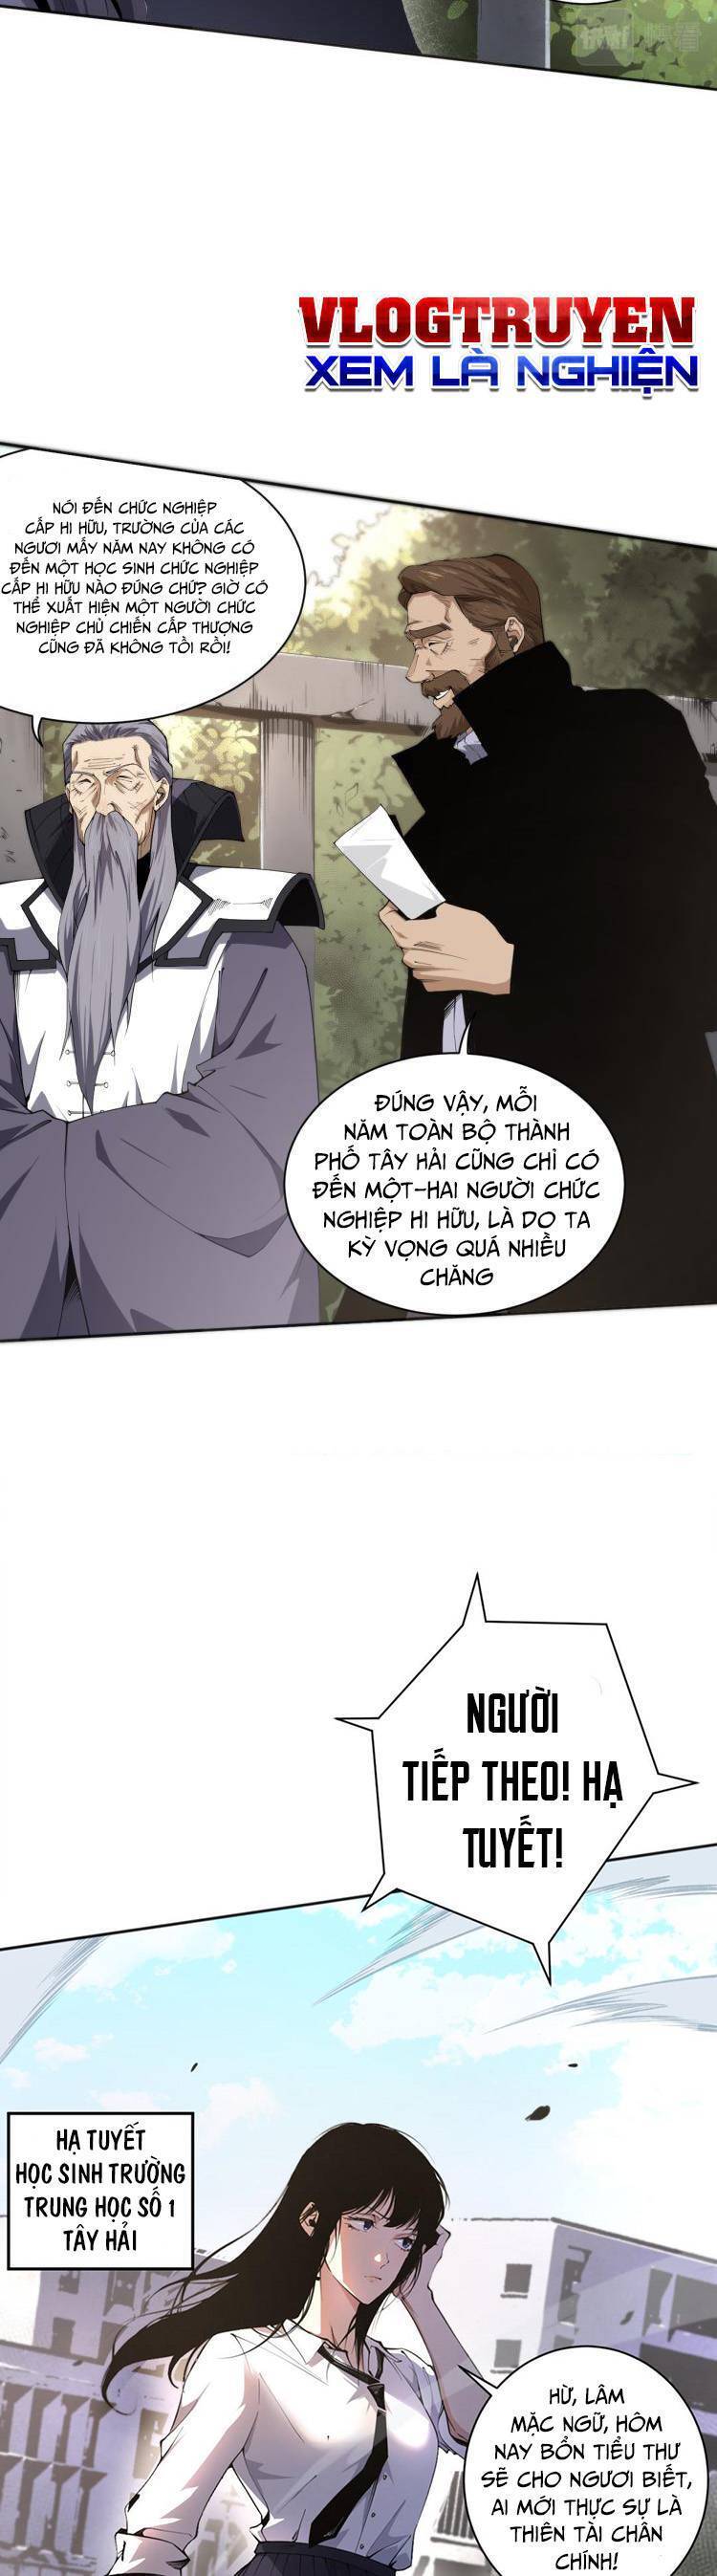 VLOGTRUYEN
XEM LÀ NGHIỆN
NÓI ĐẾN CHỨC NGHIỆP
CẤP HI HỮU, TRƯỜNG CỦA CÁC
NGƯƠI MẤY NĂM NAY KHÔNG CÓ
ĐẾN MỘT HỌC SINH CHỨC NGHIỆP
CẤP HI HỮU NÀO ĐÚNG CHỨ? GIỜ CÓ
THỂ XUẤT HIỆN MỘT NGƯỜI CHỨC
NGHIỆP CHỦ CHIẾN CẤP THƯỢNG
CŨNG ĐÃ KHÔNG TỒI RỒI!
ĐÚNG VẬY, MỖI
NĂM TOÀN BỘ THÀNH
PHỐ TÂY HẢI CŨNG CHỈ CÓ
ĐẾN MỘT-HAI NGƯỜI CHỨC
NGHIỆP HI HỮU, LÀ DO TA
KỲ VỌNG QUÁ NHIỀU
CHĂNG
NGƯỜI
TIẾP THEO! HẠ
TUYẾT!
HẠ TUYẾT
HỌC SINH TRƯỜNG
TRUNG HỌC SỐ 1
TÂY HẢI
HỪ, LÂM
MẶC NGỮ, HÔM
NAY BỔN TIỂU THƯ
SẼ CHO NGƯƠI BIẾT,
AI MỚI THỰC SỰ LÀ
THIÊN TÀI CHÂN
CHÍNH!